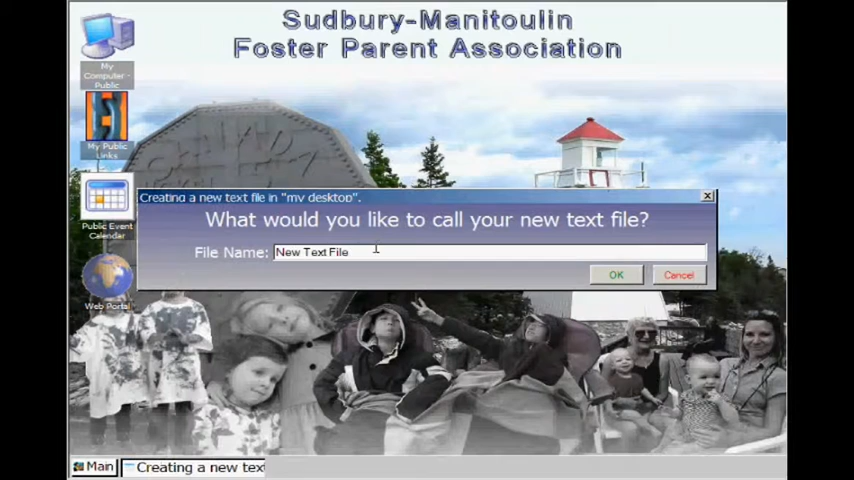 Sudbury-Manitoulin
Foster Parent Association
My
Computer -
Public
My Public
Links
Public Event
Calendar
Web Portal
Creating a new text file in "my desktop".
What would you like to call your new text file?
File Name: New Text File
OK Cancel
Main Creating a new text